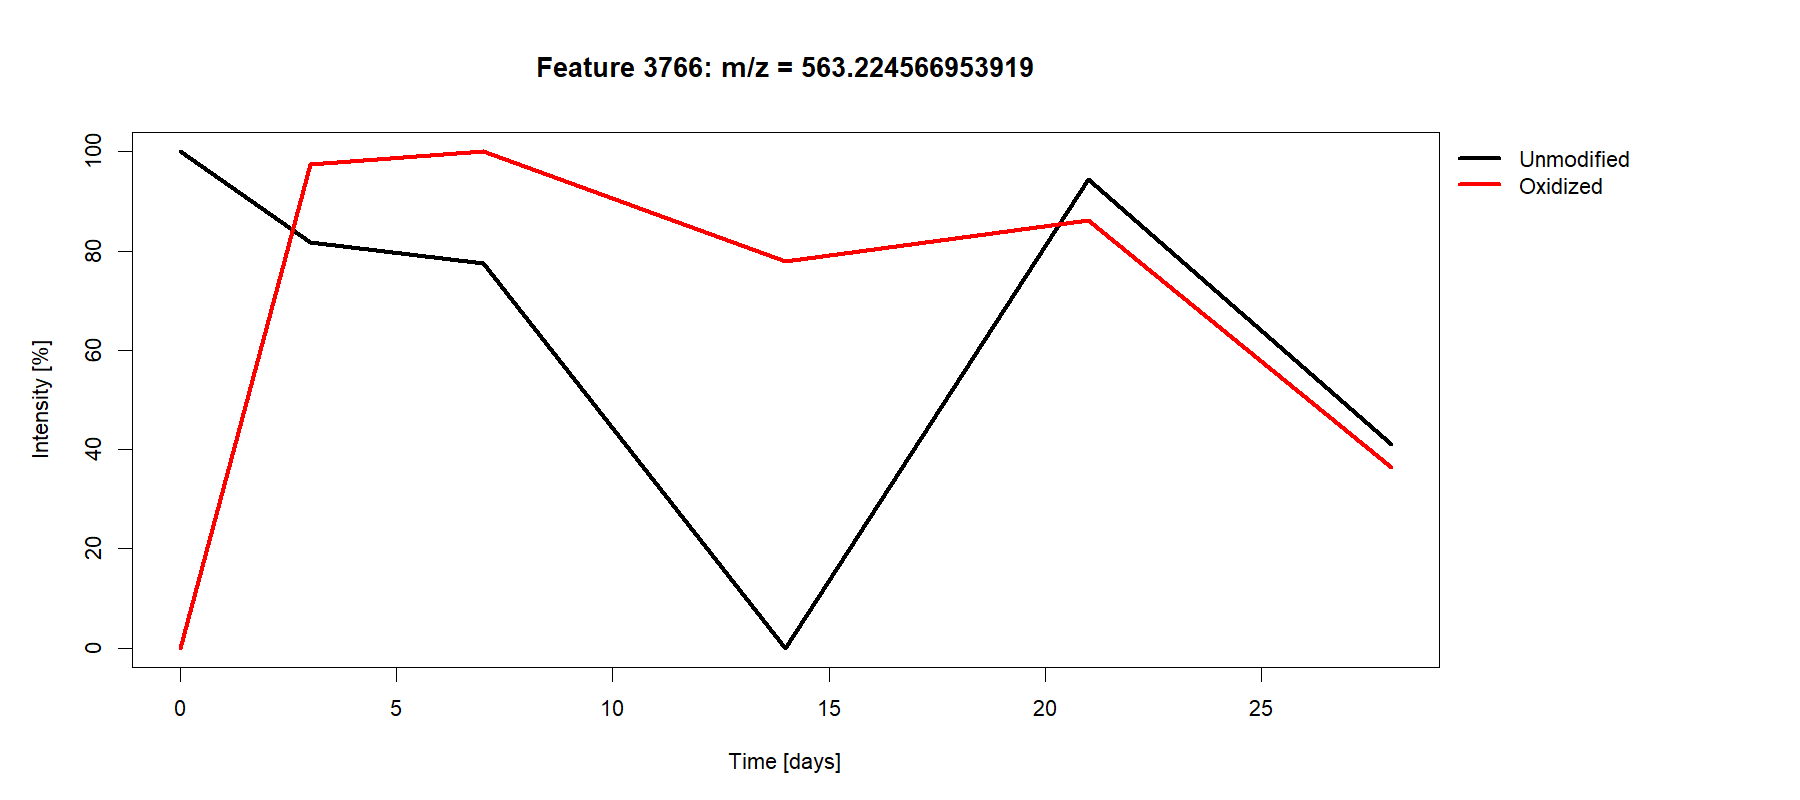 Feature 3766: m/z = 563.224566953919
Unmodified
Oxidized
Intensity [%]
100
80
60
40
20
0
0 5 10 15 20 25
Time [days]